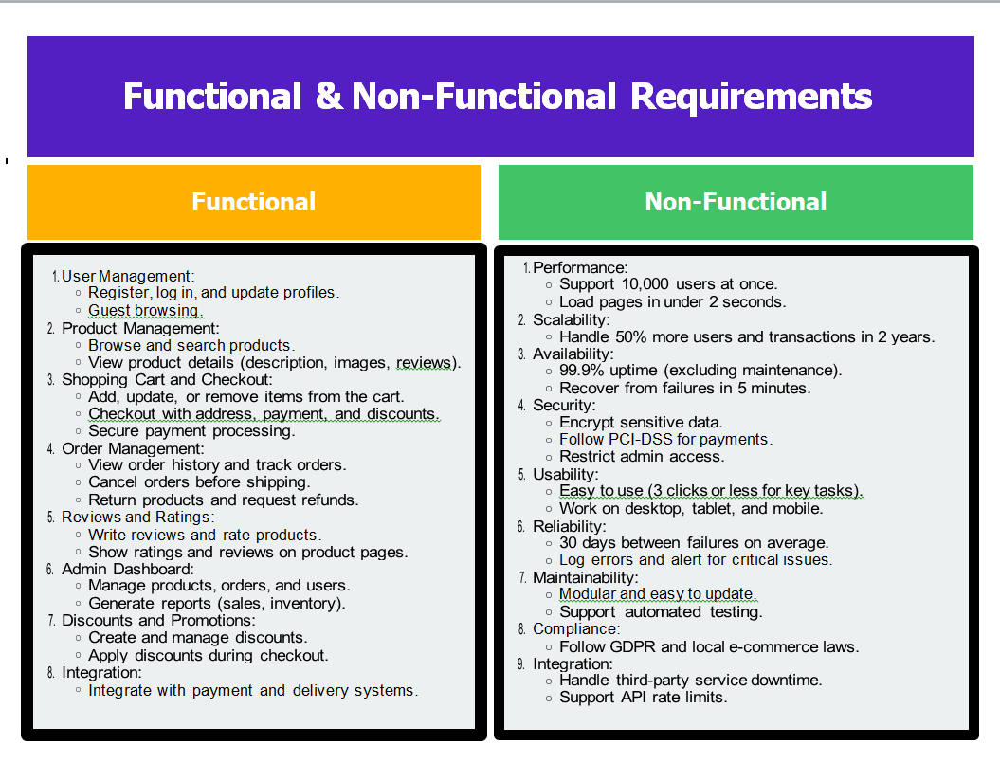 Functional & Non-Functional Requirements
Functional
1. User Management:
○ Register, log in, and update profiles.
○ Guest browsing.
2. Product Management:
○ Browse and search products.
○ View product details (description, images, reviews).
3. Shopping Cart and Checkout:
○ Add, update, or remove items from the cart.
○ Checkout with address, payment, and discounts.
○ Secure payment processing.
4. Order Management:
○ View order history and track orders.
○ Cancel orders before shipping.
○ Return products and request refunds.
5. Reviews and Ratings:
○ Write reviews and rate products.
○ Show ratings and reviews on product pages.
6. Admin Dashboard:
○ Manage products, orders, and users.
○ Generate reports (sales, inventory).
7. Discounts and Promotions:
○ Create and manage discounts.
○ Apply discounts during checkout.
8. Integration:
○ Integrate with payment and delivery systems.
Non-Functional
1. Performance:
○ Support 10,000 users at once.
○ Load pages in under 2 seconds.
2. Scalability:
○ Handle 50% more users and transactions in 2 years.
3. Availability:
○ 99.9% uptime (excluding maintenance).
○ Recover from failures in 5 minutes.
4. Security:
○ Encrypt sensitive data.
○ Follow PCI-DSS for payments.
○ Restrict admin access.
5. Usability:
○ Easy to use (3 clicks or less for key tasks).
○ Work on desktop, tablet, and mobile.
6. Reliability:
○ 30 days between failures on average.
○ Log errors and alert for critical issues.
7. Maintainability:
○ Modular and easy to update.
○ Support automated testing.
8. Compliance:
○ Follow GDPR and local e-commerce laws.
9. Integration:
○ Handle third-party service downtime.
○ Support API rate limits.